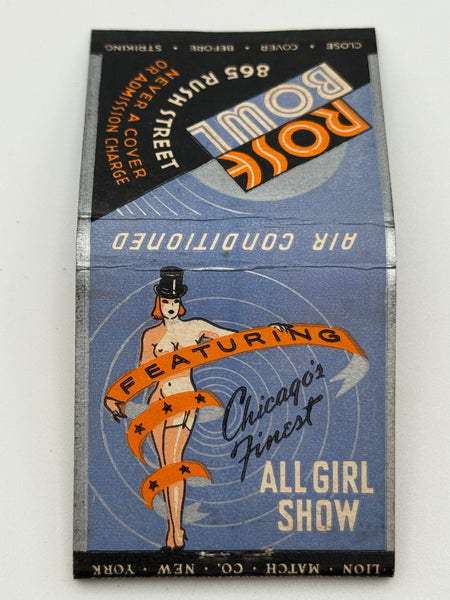 CLOSE • COVER • BEFORE • STRIKING
ROSE
BOWL
865 RUSH STREET
NEVER A COVER
OR ADMISSION CHARGE
AIR CONDITIONED
FEATURING
Chicago's
Finest
ALL GIRL
SHOW
LION • MATCH • CO. • NEW • YORK